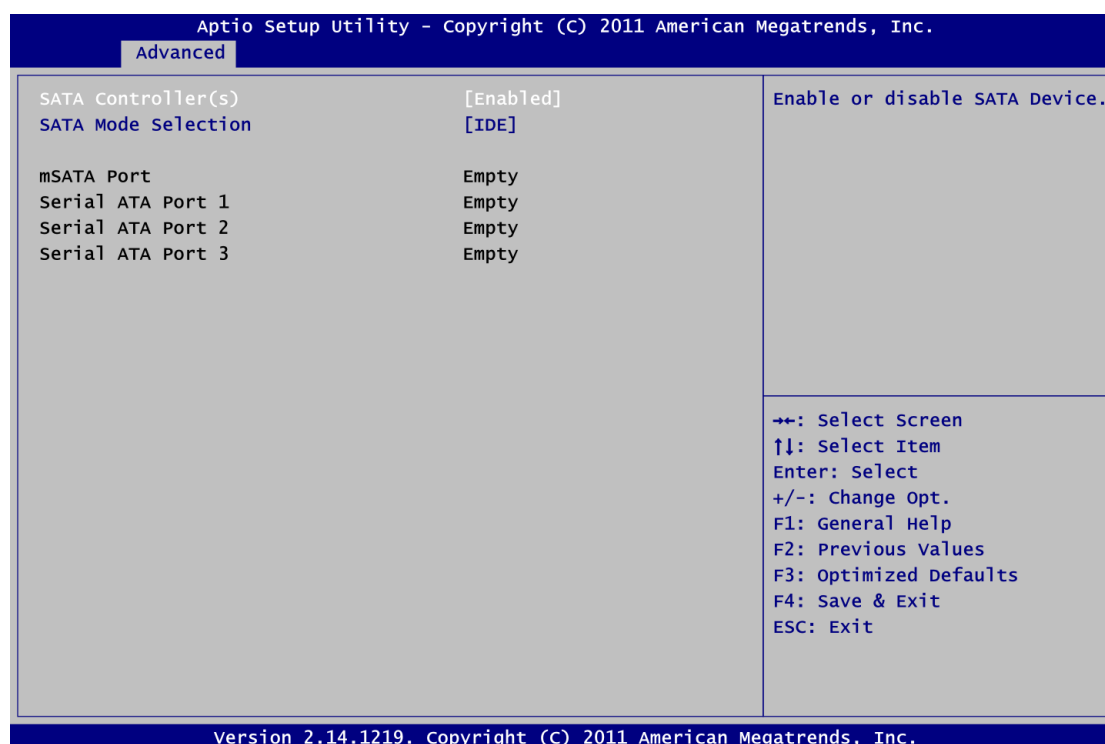 Aptio Setup Utility - Copyright (C) 2011 American Megatrends, Inc.
Advanced
SATA Controller(s) [Enabled]
SATA Mode Selection [IDE]
mSATA Port Empty
Serial ATA Port 1 Empty
Serial ATA Port 2 Empty
Serial ATA Port 3 Empty
Enable or disable SATA Device.
→←: Select Screen
↑↓: Select Item
Enter: Select
+/-: Change Opt.
F1: General Help
F2: Previous Values
F3: Optimized Defaults
F4: Save & Exit
ESC: Exit
Version 2.14.1219. Copyright (C) 2011 American Megatrends, Inc.